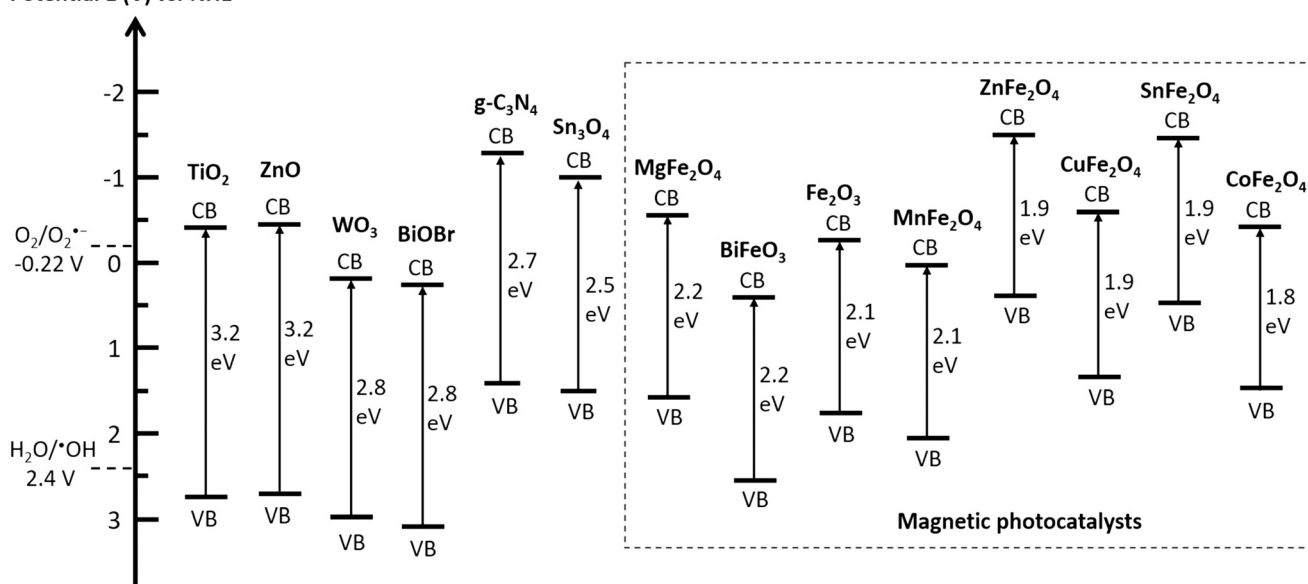 -2
-1
0
1
2
3
O₂/O₂•⁻
-0.22 V
H₂O/•OH
2.4 V
TiO₂
CB
3.2
eV
VB
ZnO
CB
3.2
eV
VB
WO₃
CB
2.8
eV
VB
BiOBr
CB
2.8
eV
VB
g-C₃N₄
CB
2.7
eV
VB
Sn₃O₄
CB
2.5
eV
VB
MgFe₂O₄
CB
2.2
eV
VB
BiFeO₃
CB
2.2
eV
VB
Fe₂O₃
CB
2.1
eV
VB
MnFe₂O₄
CB
2.1
eV
VB
ZnFe₂O₄
CB
1.9
eV
VB
CuFe₂O₄
CB
1.9
eV
VB
SnFe₂O₄
CB
1.9
eV
VB
CoFe₂O₄
CB
1.8
eV
VB
Magnetic photocatalysts